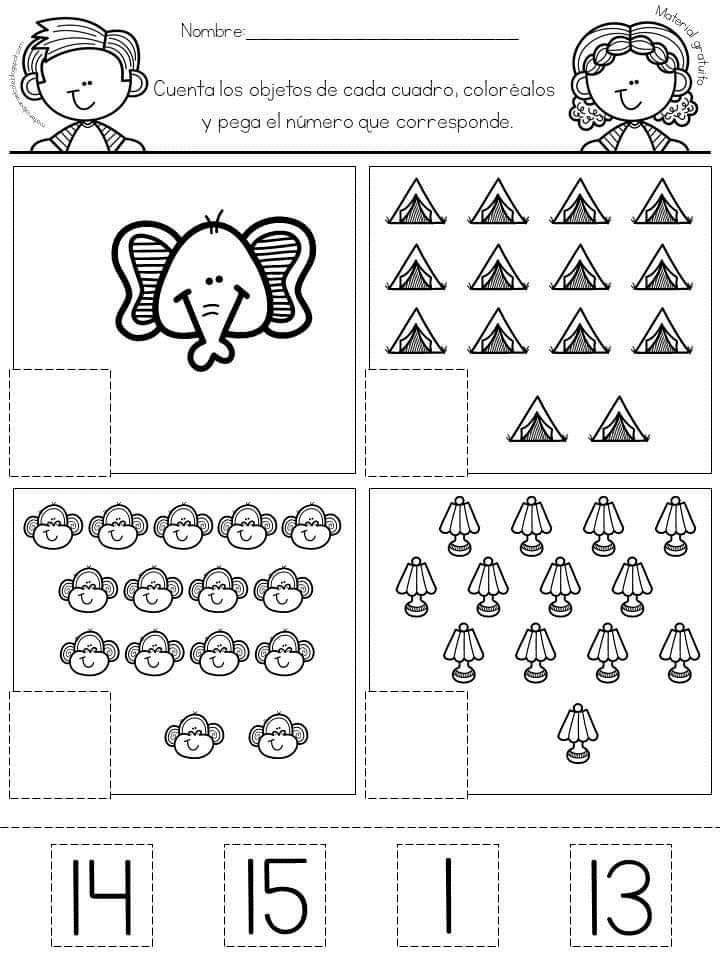 Nombre:
Material gratuito
Cuenta los objetos de cada cuadro, coloréalos
y pega el número que corresponde.
14 15 1 13